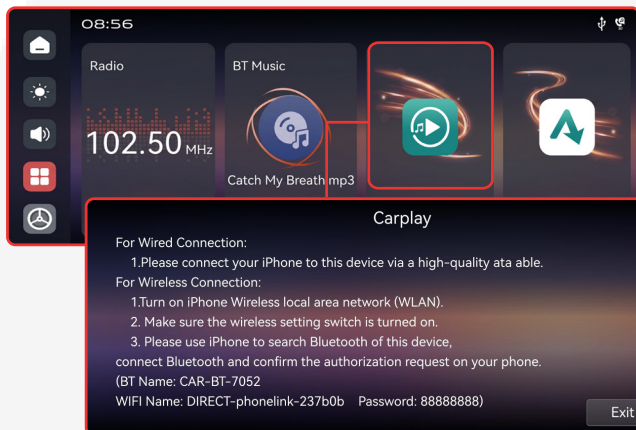 08:56
Radio
BT Music
102.50 MHz
Catch My Breath mp3
Carplay
For Wired Connection:
1.Please connect your iPhone to this device via a high-quality ata able.
For Wireless Connection:
1.Turn on iPhone Wireless local area network (WLAN).
2. Make sure the wireless setting switch is turned on.
3. Please use iPhone to search Bluetooth of this device,
connect Bluetooth and confirm the authorization request on your phone.
(BT Name: CAR-BT-7052
WIFI Name: DIRECT-phonelink-237b0b Password: 88888888)
Exit